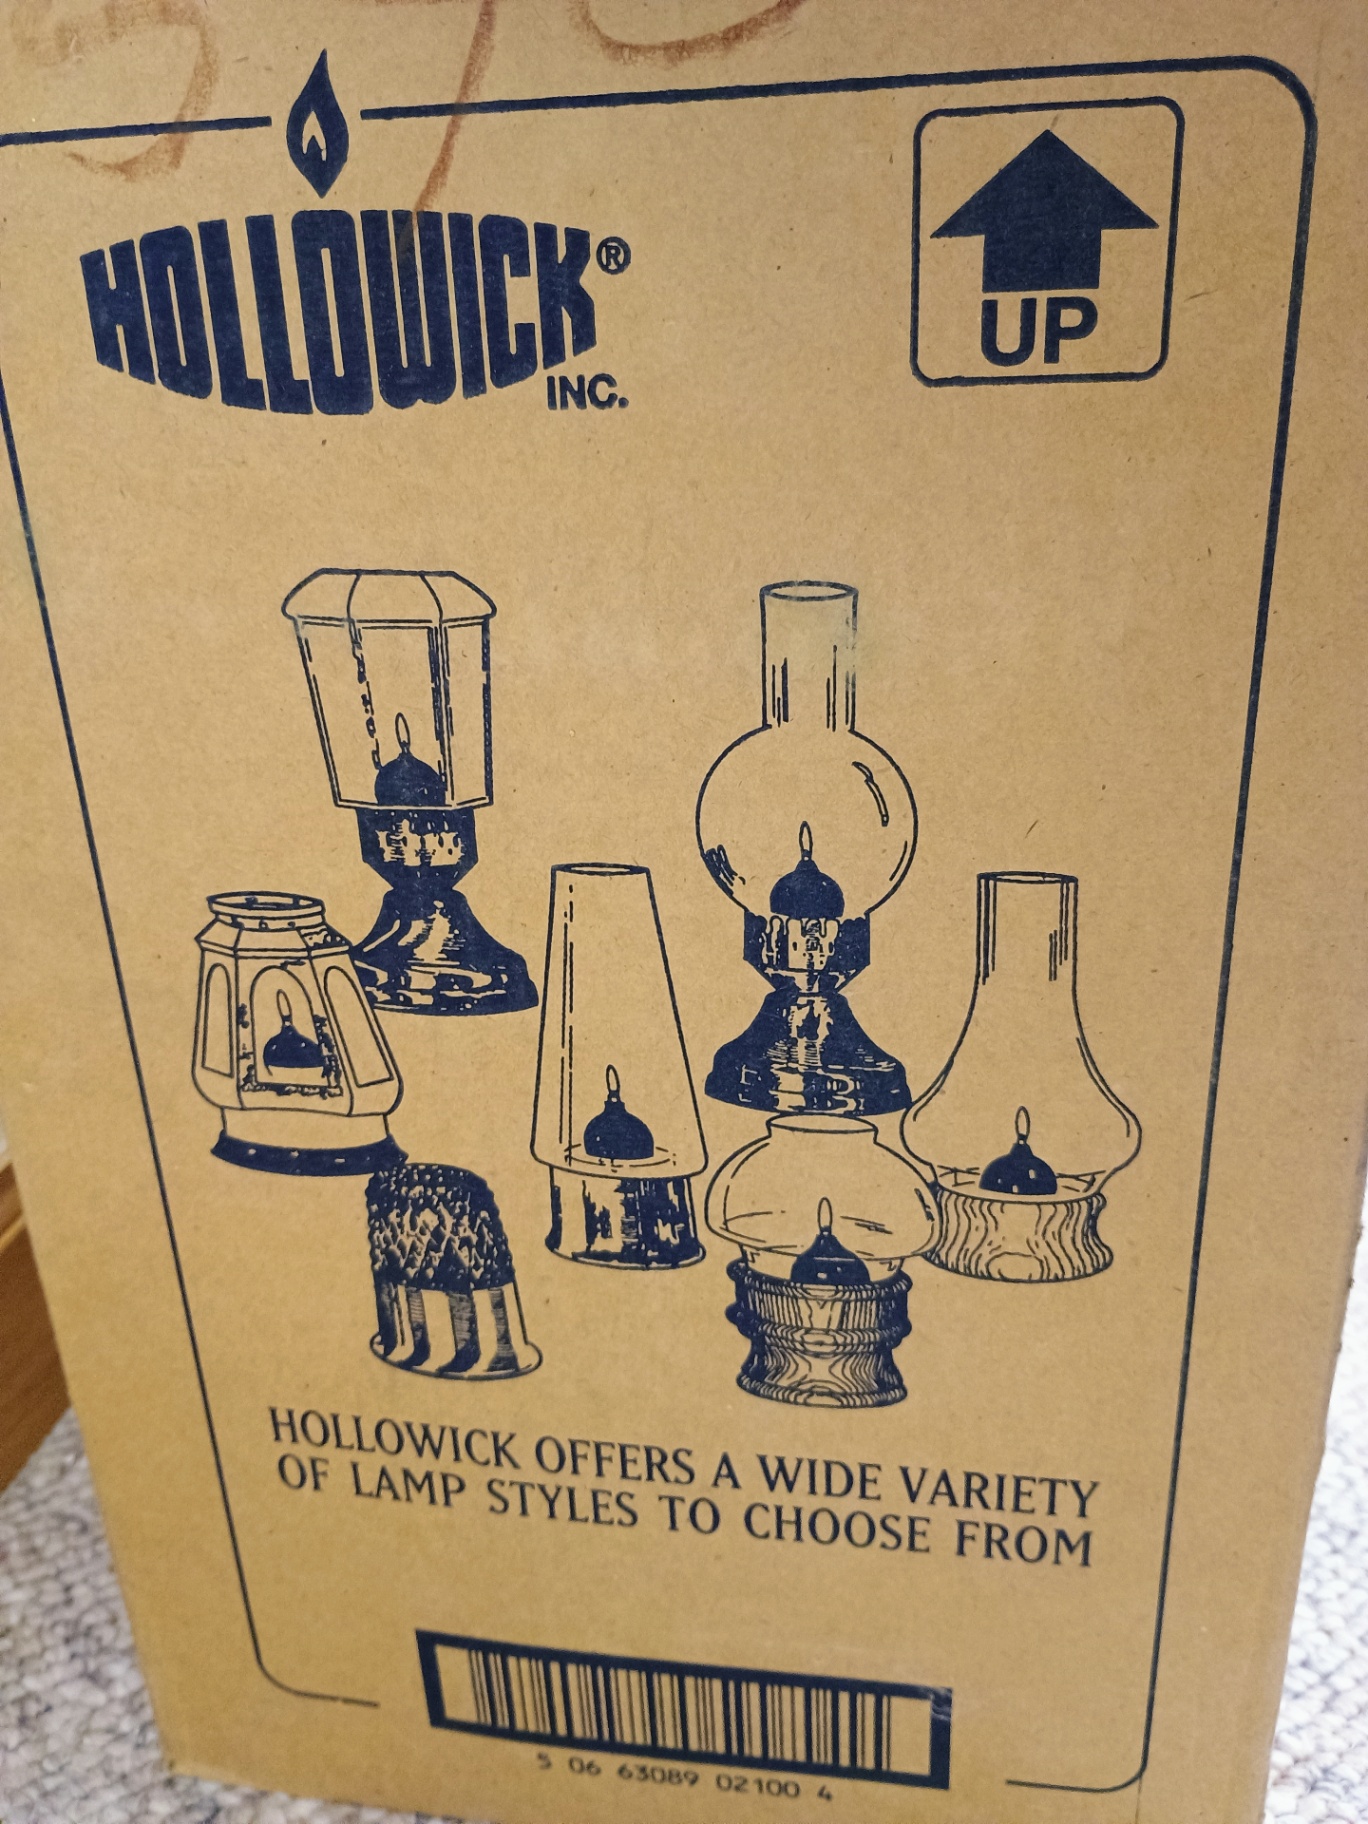 HOLLOWICK®
INC.
UP
HOLLOWICK OFFERS A WIDE VARIETY
OF LAMP STYLES TO CHOOSE FROM
5 06 63089 02100 4